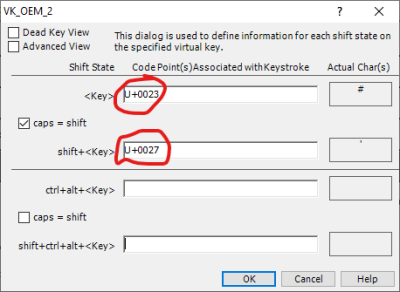 VK_OEM_2
Dead Key View
Advanced View
This dialog is used to define information for each shift state on
the specified virtual key.
Shift State Code Point(s) Associated with Keystroke Actual Char(s)
<Key> U+0023 #
caps = shift
shift+<Key> U+0027 '
ctrl+alt+<Key>
caps = shift
shift+ctrl+alt+<Key>
OK Cancel Help